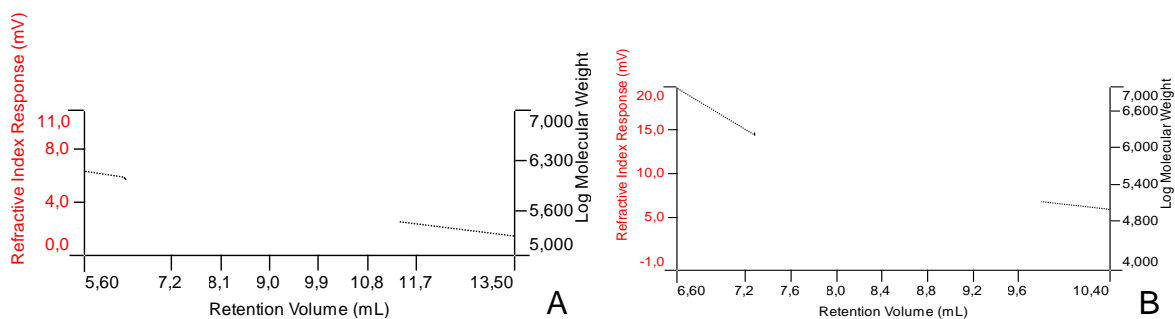 Refractive Index Response (mV)
11,0
8,0
4,0
0,0
7,000
6,300
5,600
5,000
Log Molecular Weight
5,60 7,2 8,1 9,0 9,9 10,8 11,7 13,50
Retention Volume (mL)
A
Refractive Index Response (mV)
20,0
15,0
10,0
5,0
-1,0
7,000
6,600
6,000
5,400
4,800
4,000
Log Molecular Weight
6,60 7,2 7,6 8,0 8,4 8,8 9,2 9,6 10,40
Retention Volume (mL)
B